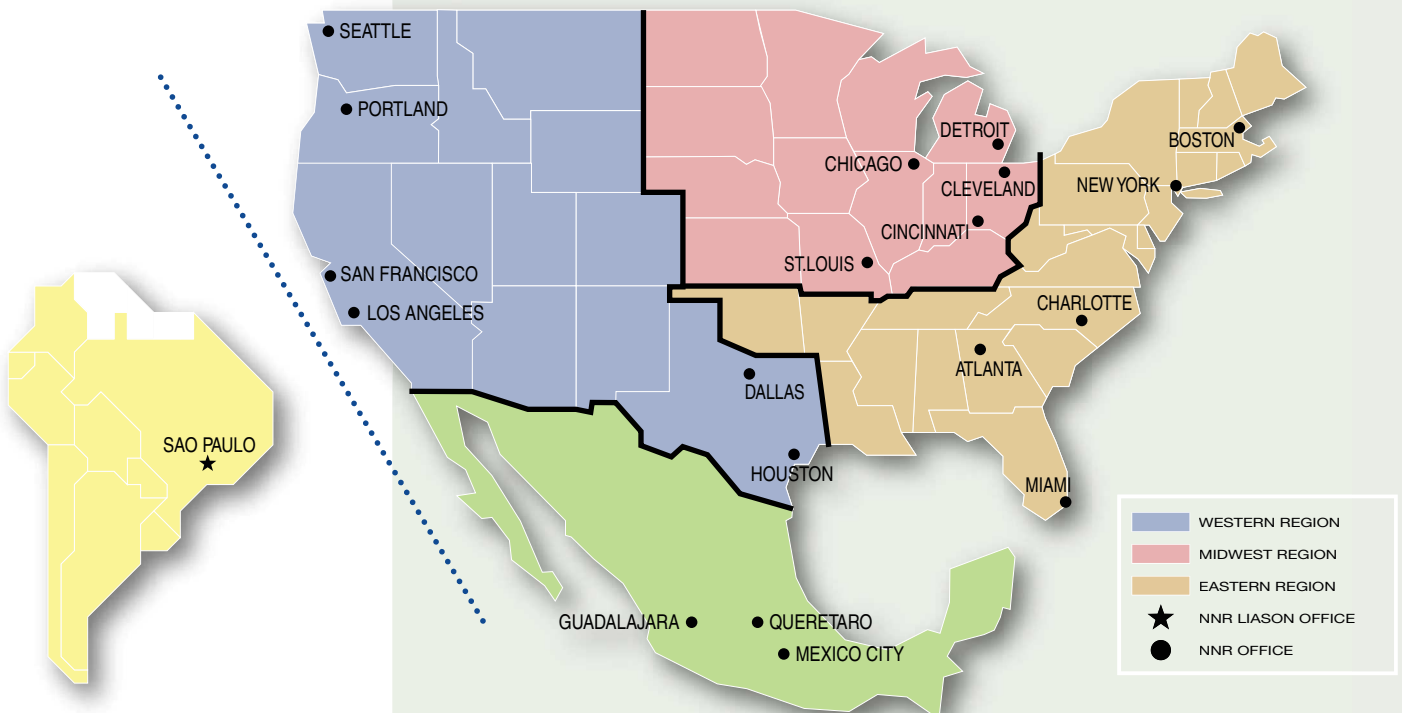 SEATTLE
PORTLAND
SAN FRANCISCO
LOS ANGELES
DETROIT
CHICAGO
CLEVELAND
CINCINNATI
ST.LOUIS
BOSTON
NEW YORK
CHARLOTTE
ATLANTA
DALLAS
HOUSTON
MIAMI
SAO PAULO
GUADALAJARA
QUERETARO
MEXICO CITY
WESTERN REGION
MIDWEST REGION
EASTERN REGION
NNR LIASON OFFICE
NNR OFFICE